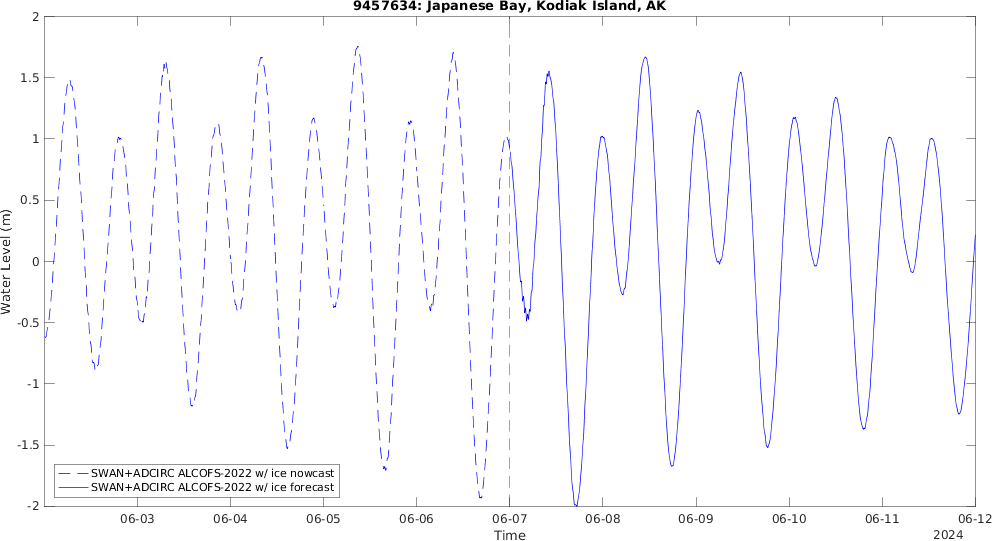 9457634: Japanese Bay, Kodiak Island, AK
2
1.5
1
0.5
0
-0.5
-1
-1.5
-2
Water Level (m)
SWAN+ADCIRC ALCOFS-2022 w/ ice nowcast
SWAN+ADCIRC ALCOFS-2022 w/ ice forecast
06-03 06-04 06-05 06-06 06-07 06-08 06-09 06-10 06-11 06-12
Time
2024